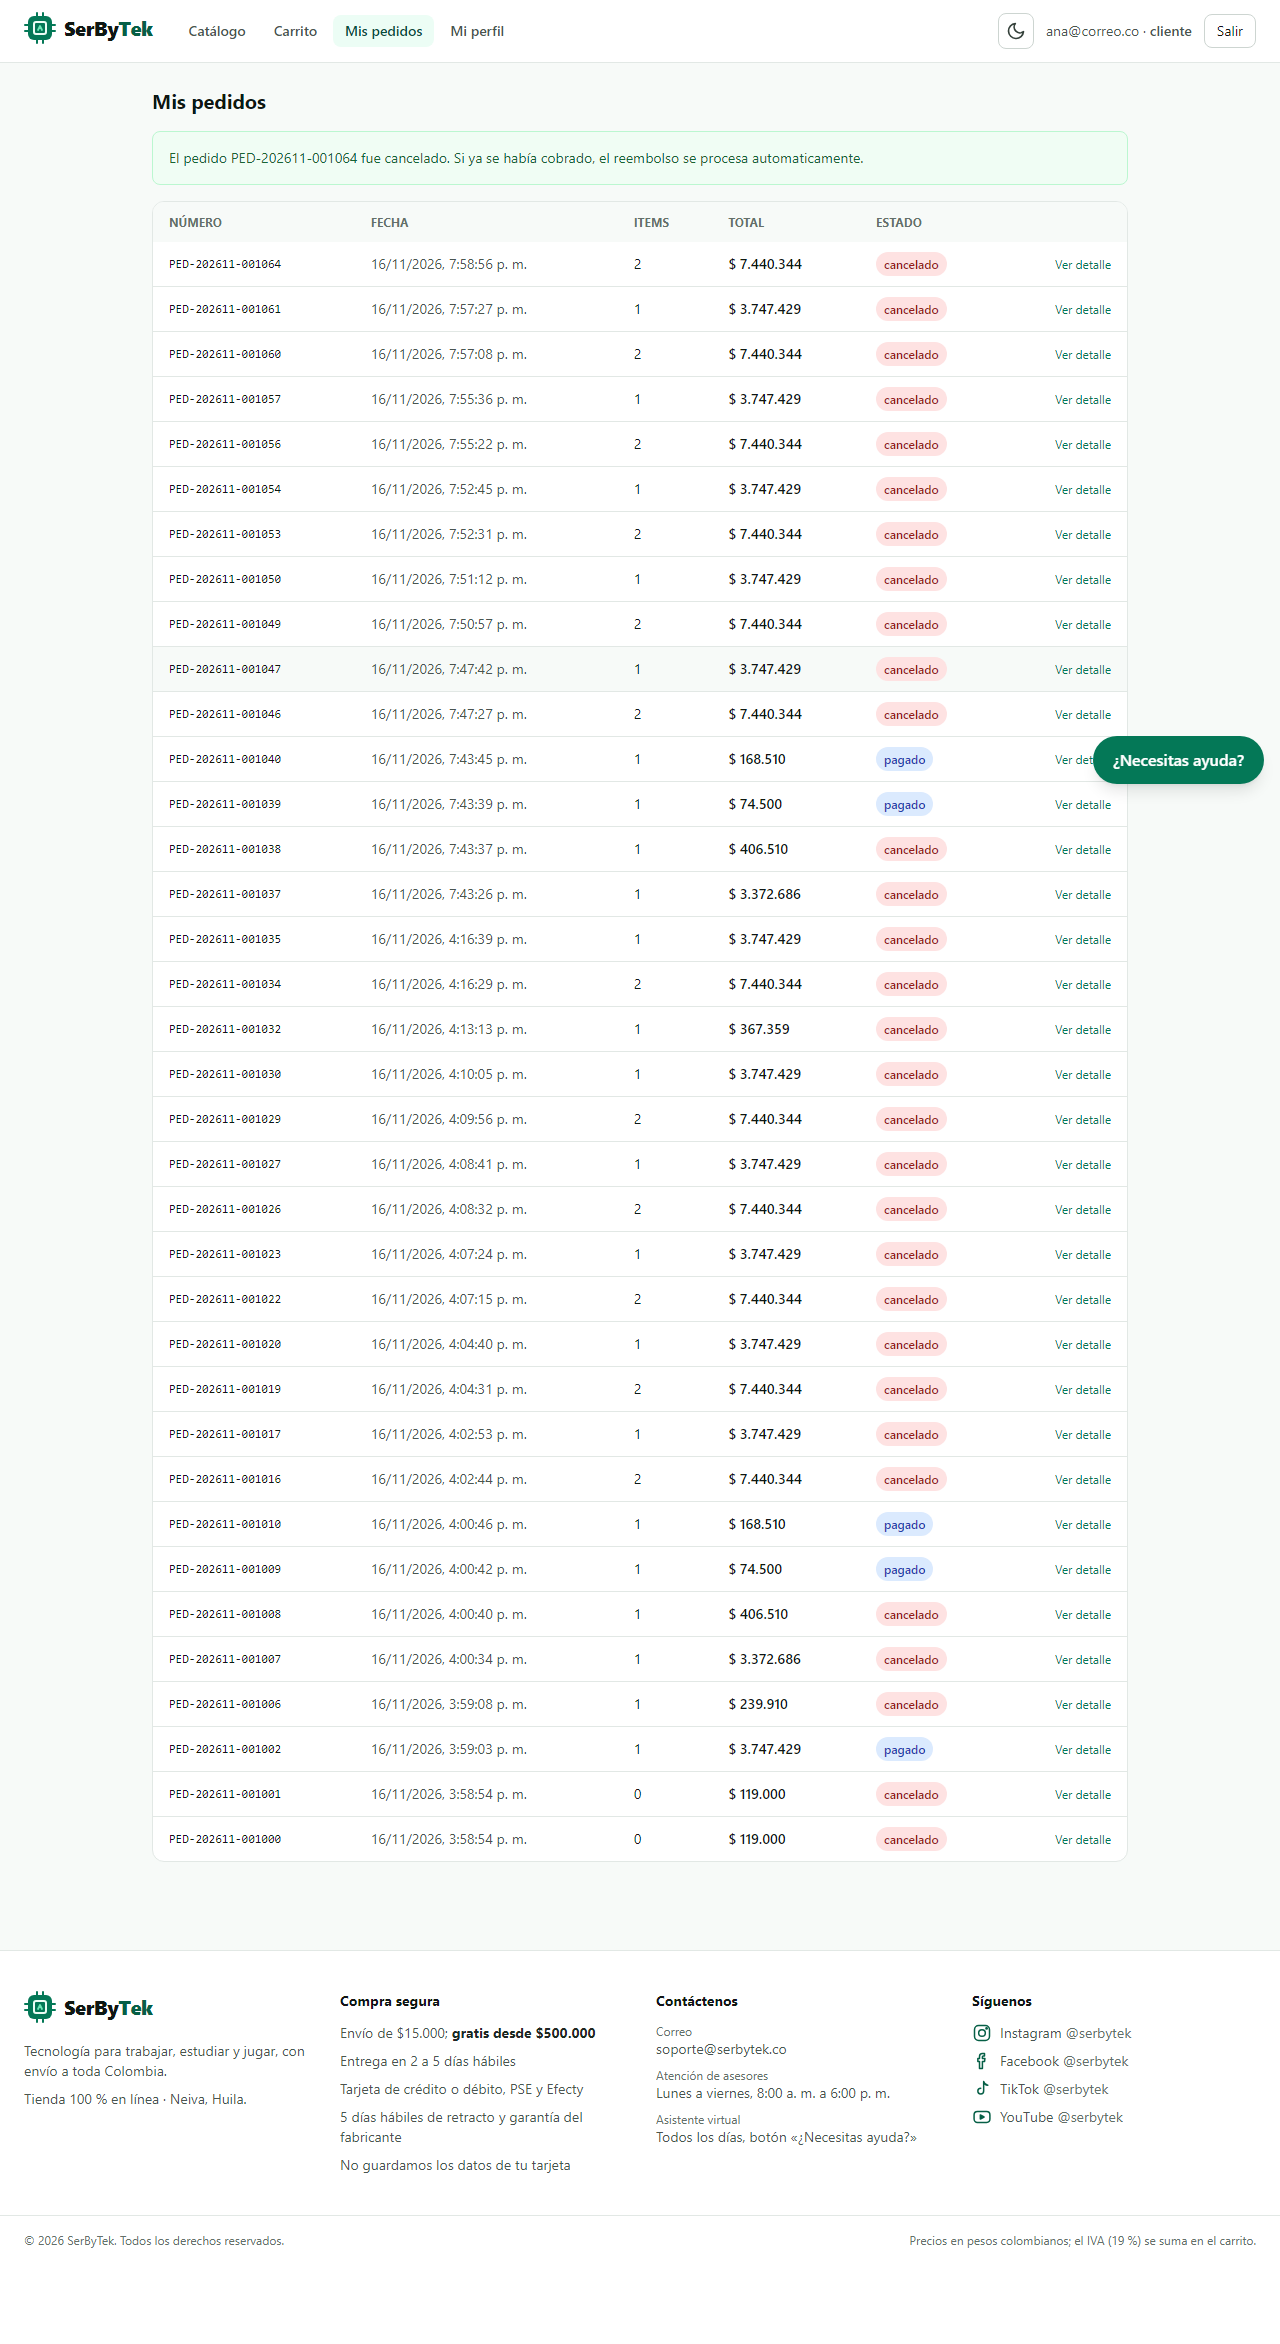 SerByTek Catálogo Carrito Mis pedidos Mi perfil ana@correo.co · cliente Salir
Mis pedidos
El pedido PED-202611-001064 fue cancelado. Si ya se había cobrado, el reembolso se procesa automaticamente.
NÚMERO FECHA ITEMS TOTAL ESTADO
PED-202611-001064 16/11/2026, 7:58:56 p. m. 2 $ 7.440.344 cancelado Ver detalle
PED-202611-001061 16/11/2026, 7:57:27 p. m. 1 $ 3.747.429 cancelado Ver detalle
PED-202611-001060 16/11/2026, 7:57:08 p. m. 2 $ 7.440.344 cancelado Ver detalle
PED-202611-001057 16/11/2026, 7:55:36 p. m. 1 $ 3.747.429 cancelado Ver detalle
PED-202611-001056 16/11/2026, 7:55:22 p. m. 2 $ 7.440.344 cancelado Ver detalle
PED-202611-001054 16/11/2026, 7:52:45 p. m. 1 $ 3.747.429 cancelado Ver detalle
PED-202611-001053 16/11/2026, 7:52:31 p. m. 2 $ 7.440.344 cancelado Ver detalle
PED-202611-001050 16/11/2026, 7:51:12 p. m. 1 $ 3.747.429 cancelado Ver detalle
PED-202611-001049 16/11/2026, 7:50:57 p. m. 2 $ 7.440.344 cancelado Ver detalle
PED-202611-001047 16/11/2026, 7:47:42 p. m. 1 $ 3.747.429 cancelado Ver detalle
PED-202611-001046 16/11/2026, 7:47:27 p. m. 2 $ 7.440.344 cancelado Ver detalle
PED-202611-001040 16/11/2026, 7:43:45 p. m. 1 $ 168.510 pagado Ver det ¿Necesitas ayuda?
PED-202611-001039 16/11/2026, 7:43:39 p. m. 1 $ 74.500 pagado Ver detalle
PED-202611-001038 16/11/2026, 7:43:37 p. m. 1 $ 406.510 cancelado Ver detalle
PED-202611-001037 16/11/2026, 7:43:26 p. m. 1 $ 3.372.686 cancelado Ver detalle
PED-202611-001035 16/11/2026, 4:16:39 p. m. 1 $ 3.747.429 cancelado Ver detalle
PED-202611-001034 16/11/2026, 4:16:29 p. m. 2 $ 7.440.344 cancelado Ver detalle
PED-202611-001032 16/11/2026, 4:13:13 p. m. 1 $ 367.359 cancelado Ver detalle
PED-202611-001030 16/11/2026, 4:10:05 p. m. 1 $ 3.747.429 cancelado Ver detalle
PED-202611-001029 16/11/2026, 4:09:56 p. m. 2 $ 7.440.344 cancelado Ver detalle
PED-202611-001027 16/11/2026, 4:08:41 p. m. 1 $ 3.747.429 cancelado Ver detalle
PED-202611-001026 16/11/2026, 4:08:32 p. m. 2 $ 7.440.344 cancelado Ver detalle
PED-202611-001023 16/11/2026, 4:07:24 p. m. 1 $ 3.747.429 cancelado Ver detalle
PED-202611-001022 16/11/2026, 4:07:15 p. m. 2 $ 7.440.344 cancelado Ver detalle
PED-202611-001020 16/11/2026, 4:04:40 p. m. 1 $ 3.747.429 cancelado Ver detalle
PED-202611-001019 16/11/2026, 4:04:31 p. m. 2 $ 7.440.344 cancelado Ver detalle
PED-202611-001017 16/11/2026, 4:02:53 p. m. 1 $ 3.747.429 cancelado Ver detalle
PED-202611-001016 16/11/2026, 4:02:44 p. m. 2 $ 7.440.344 cancelado Ver detalle
PED-202611-001010 16/11/2026, 4:00:46 p. m. 1 $ 168.510 pagado Ver detalle
PED-202611-001009 16/11/2026, 4:00:42 p. m. 1 $ 74.500 pagado Ver detalle
PED-202611-001008 16/11/2026, 4:00:40 p. m. 1 $ 406.510 cancelado Ver detalle
PED-202611-001007 16/11/2026, 4:00:34 p. m. 1 $ 3.372.686 cancelado Ver detalle
PED-202611-001006 16/11/2026, 3:59:08 p. m. 1 $ 239.910 cancelado Ver detalle
PED-202611-001002 16/11/2026, 3:59:03 p. m. 1 $ 3.747.429 pagado Ver detalle
PED-202611-001001 16/11/2026, 3:58:54 p. m. 0 $ 119.000 cancelado Ver detalle
PED-202611-001000 16/11/2026, 3:58:54 p. m. 0 $ 119.000 cancelado Ver detalle
SerByTek
Tecnología para trabajar, estudiar y jugar, con
envío a toda Colombia.
Tienda 100 % en línea · Neiva, Huila.
Compra segura
Envío de $15.000; gratis desde $500.000
Entrega en 2 a 5 días hábiles
Tarjeta de crédito o débito, PSE y Efecty
5 días hábiles de retracto y garantía del
fabricante
No guardamos los datos de tu tarjeta
Contáctenos
Correo
soporte@serbytek.co
Atención de asesores
Lunes a viernes, 8:00 a. m. a 6:00 p. m.
Asistente virtual
Todos los días, botón «¿Necesitas ayuda?»
Síguenos
Instagram @serbytek
Facebook @serbytek
TikTok @serbytek
YouTube @serbytek
© 2026 SerByTek. Todos los derechos reservados.
Precios en pesos colombianos; el IVA (19 %) se suma en el carrito.